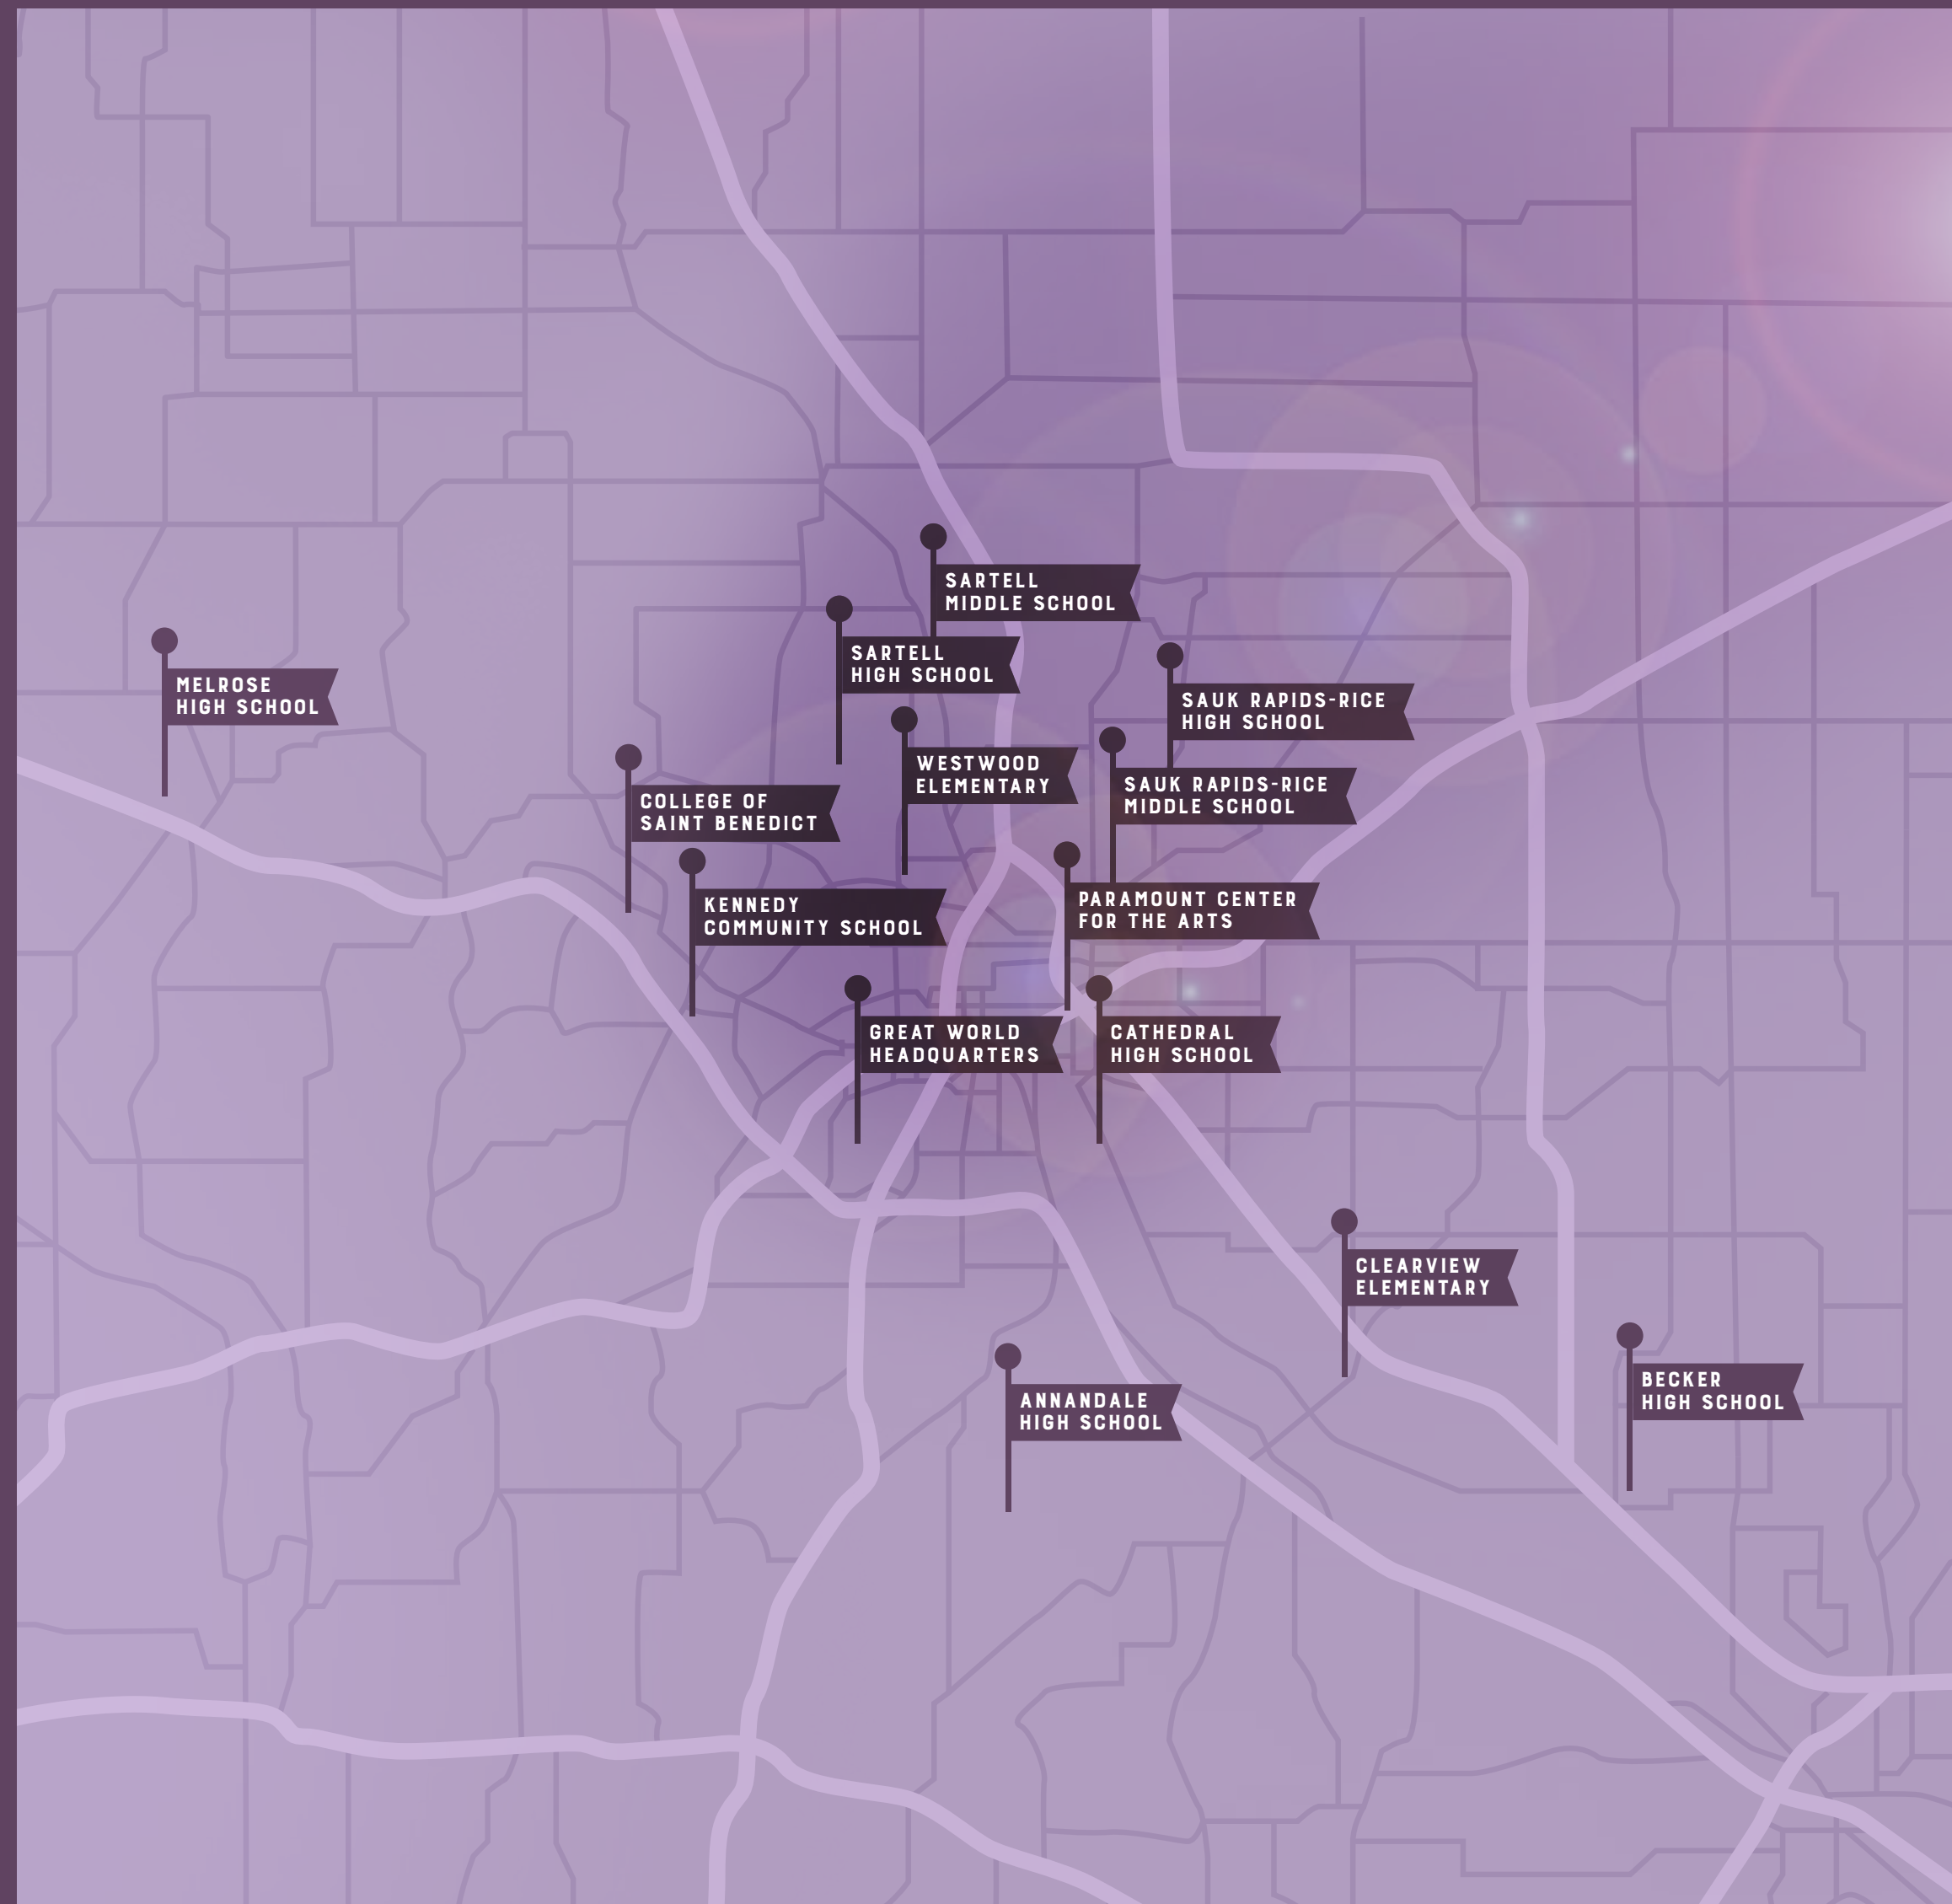 SARTELL
MIDDLE SCHOOL
SARTELL
HIGH SCHOOL
MELROSE
HIGH SCHOOL
SAUK RAPIDS-RICE
HIGH SCHOOL
WESTWOOD
ELEMENTARY
SAUK RAPIDS-RICE
MIDDLE SCHOOL
COLLEGE OF
SAINT BENEDICT
KENNEDY
COMMUNITY SCHOOL
PARAMOUNT CENTER
FOR THE ARTS
GREAT WORLD
HEADQUARTERS
CATHEDRAL
HIGH SCHOOL
CLEARVIEW
ELEMENTARY
BECKER
HIGH SCHOOL
ANNANDALE
HIGH SCHOOL